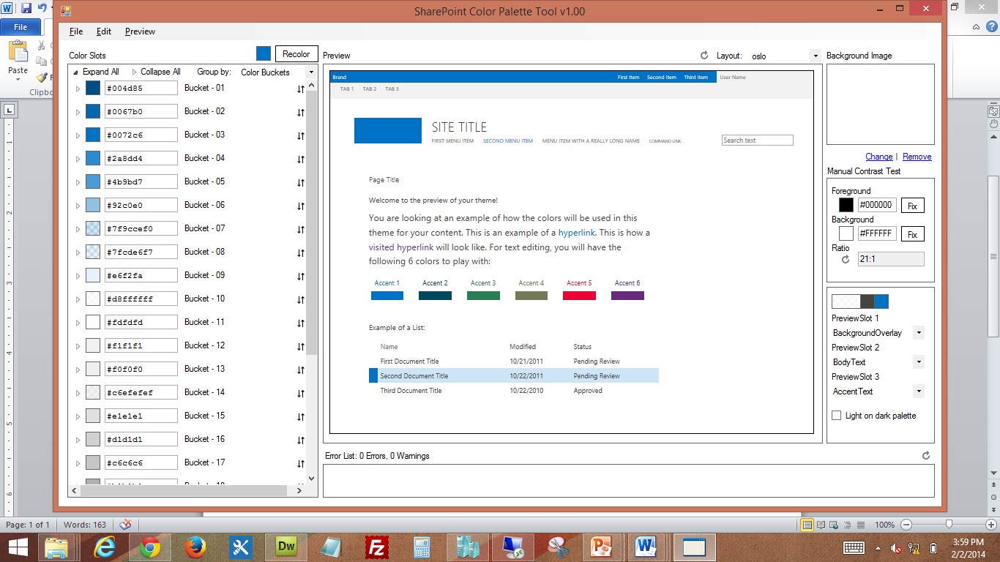 SharePoint Color Palette Tool v1.00
File
File Edit Preview
Paste
Color Slots
Recolor
Expand All Collapse All Group by: Color Buckets
#004d85 Bucket - 01
#0067b0 Bucket - 02
#0072c6 Bucket - 03
#2a8dd4 Bucket - 04
#4b9bd7 Bucket - 05
#92c0e0 Bucket - 06
#7f9ccef0 Bucket - 07
#7fcde6f7 Bucket - 08
#e6f2fa Bucket - 09
#d8ffffff Bucket - 10
#fdfdfd Bucket - 11
#f1f1f1 Bucket - 12
#f0f0f0 Bucket - 13
#c6efefef Bucket - 14
#e1e1e1 Bucket - 15
#d1d1d1 Bucket - 16
#c6c6c6 Bucket - 17
Preview Layout: oslo
Brand First Item Second Item Third Item User Name
TAB 1 TAB 2 TAB 3
SITE TITLE
FIRST MENU ITEM SECOND MENU ITEM MENU ITEM WITH A REALLY LONG NAME COMMAND LINK
Search text
Page Title
Welcome to the preview of your theme!
You are looking at an example of how the colors will be used in this
theme for your content. This is an example of a hyperlink. This is how a
visited hyperlink will look like. For text editing, you will have the
following 6 colors to play with:
Accent 1 Accent 2 Accent 3 Accent 4 Accent 5 Accent 6
Example of a List:
Name Modified Status
First Document Title 10/21/2011 Pending Review
Second Document Title 10/22/2011 Pending Review
Third Document Title 10/22/2010 Approved
Error List: 0 Errors, 0 Warnings
Background Image
Change | Remove
Manual Contrast Test
Foreground
#000000 Fix
Background
#FFFFFF Fix
Ratio
21:1
PreviewSlot 1
BackgroundOverlay
PreviewSlot 2
BodyText
PreviewSlot 3
AccentText
Light on dark palette
Page: 1 of 1 Words: 163 100%
Dw
3:59 PM
2/2/2014